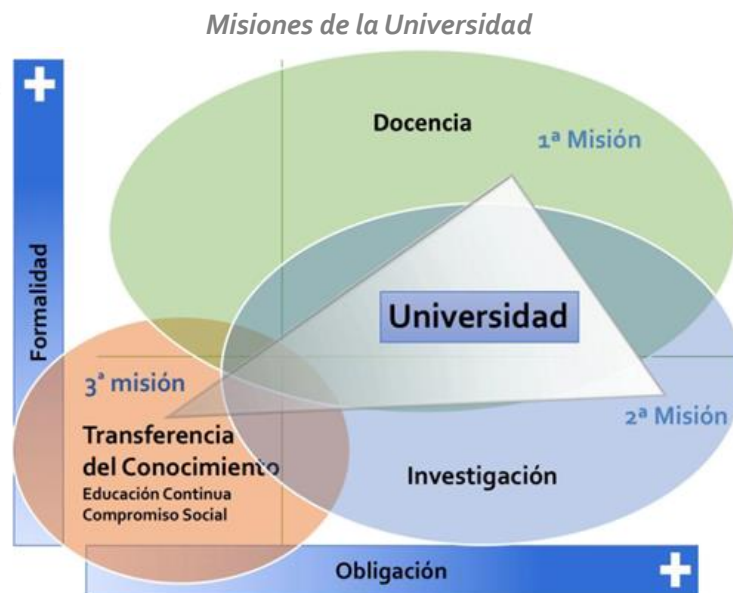 Misiones de la Universidad
+
Docencia
1ª Misión
Formalidad
Universidad
3ª misión
2ª Misión
Transferencia
del Conocimiento
Educación Continua
Compromiso Social
Investigación
Obligación
+